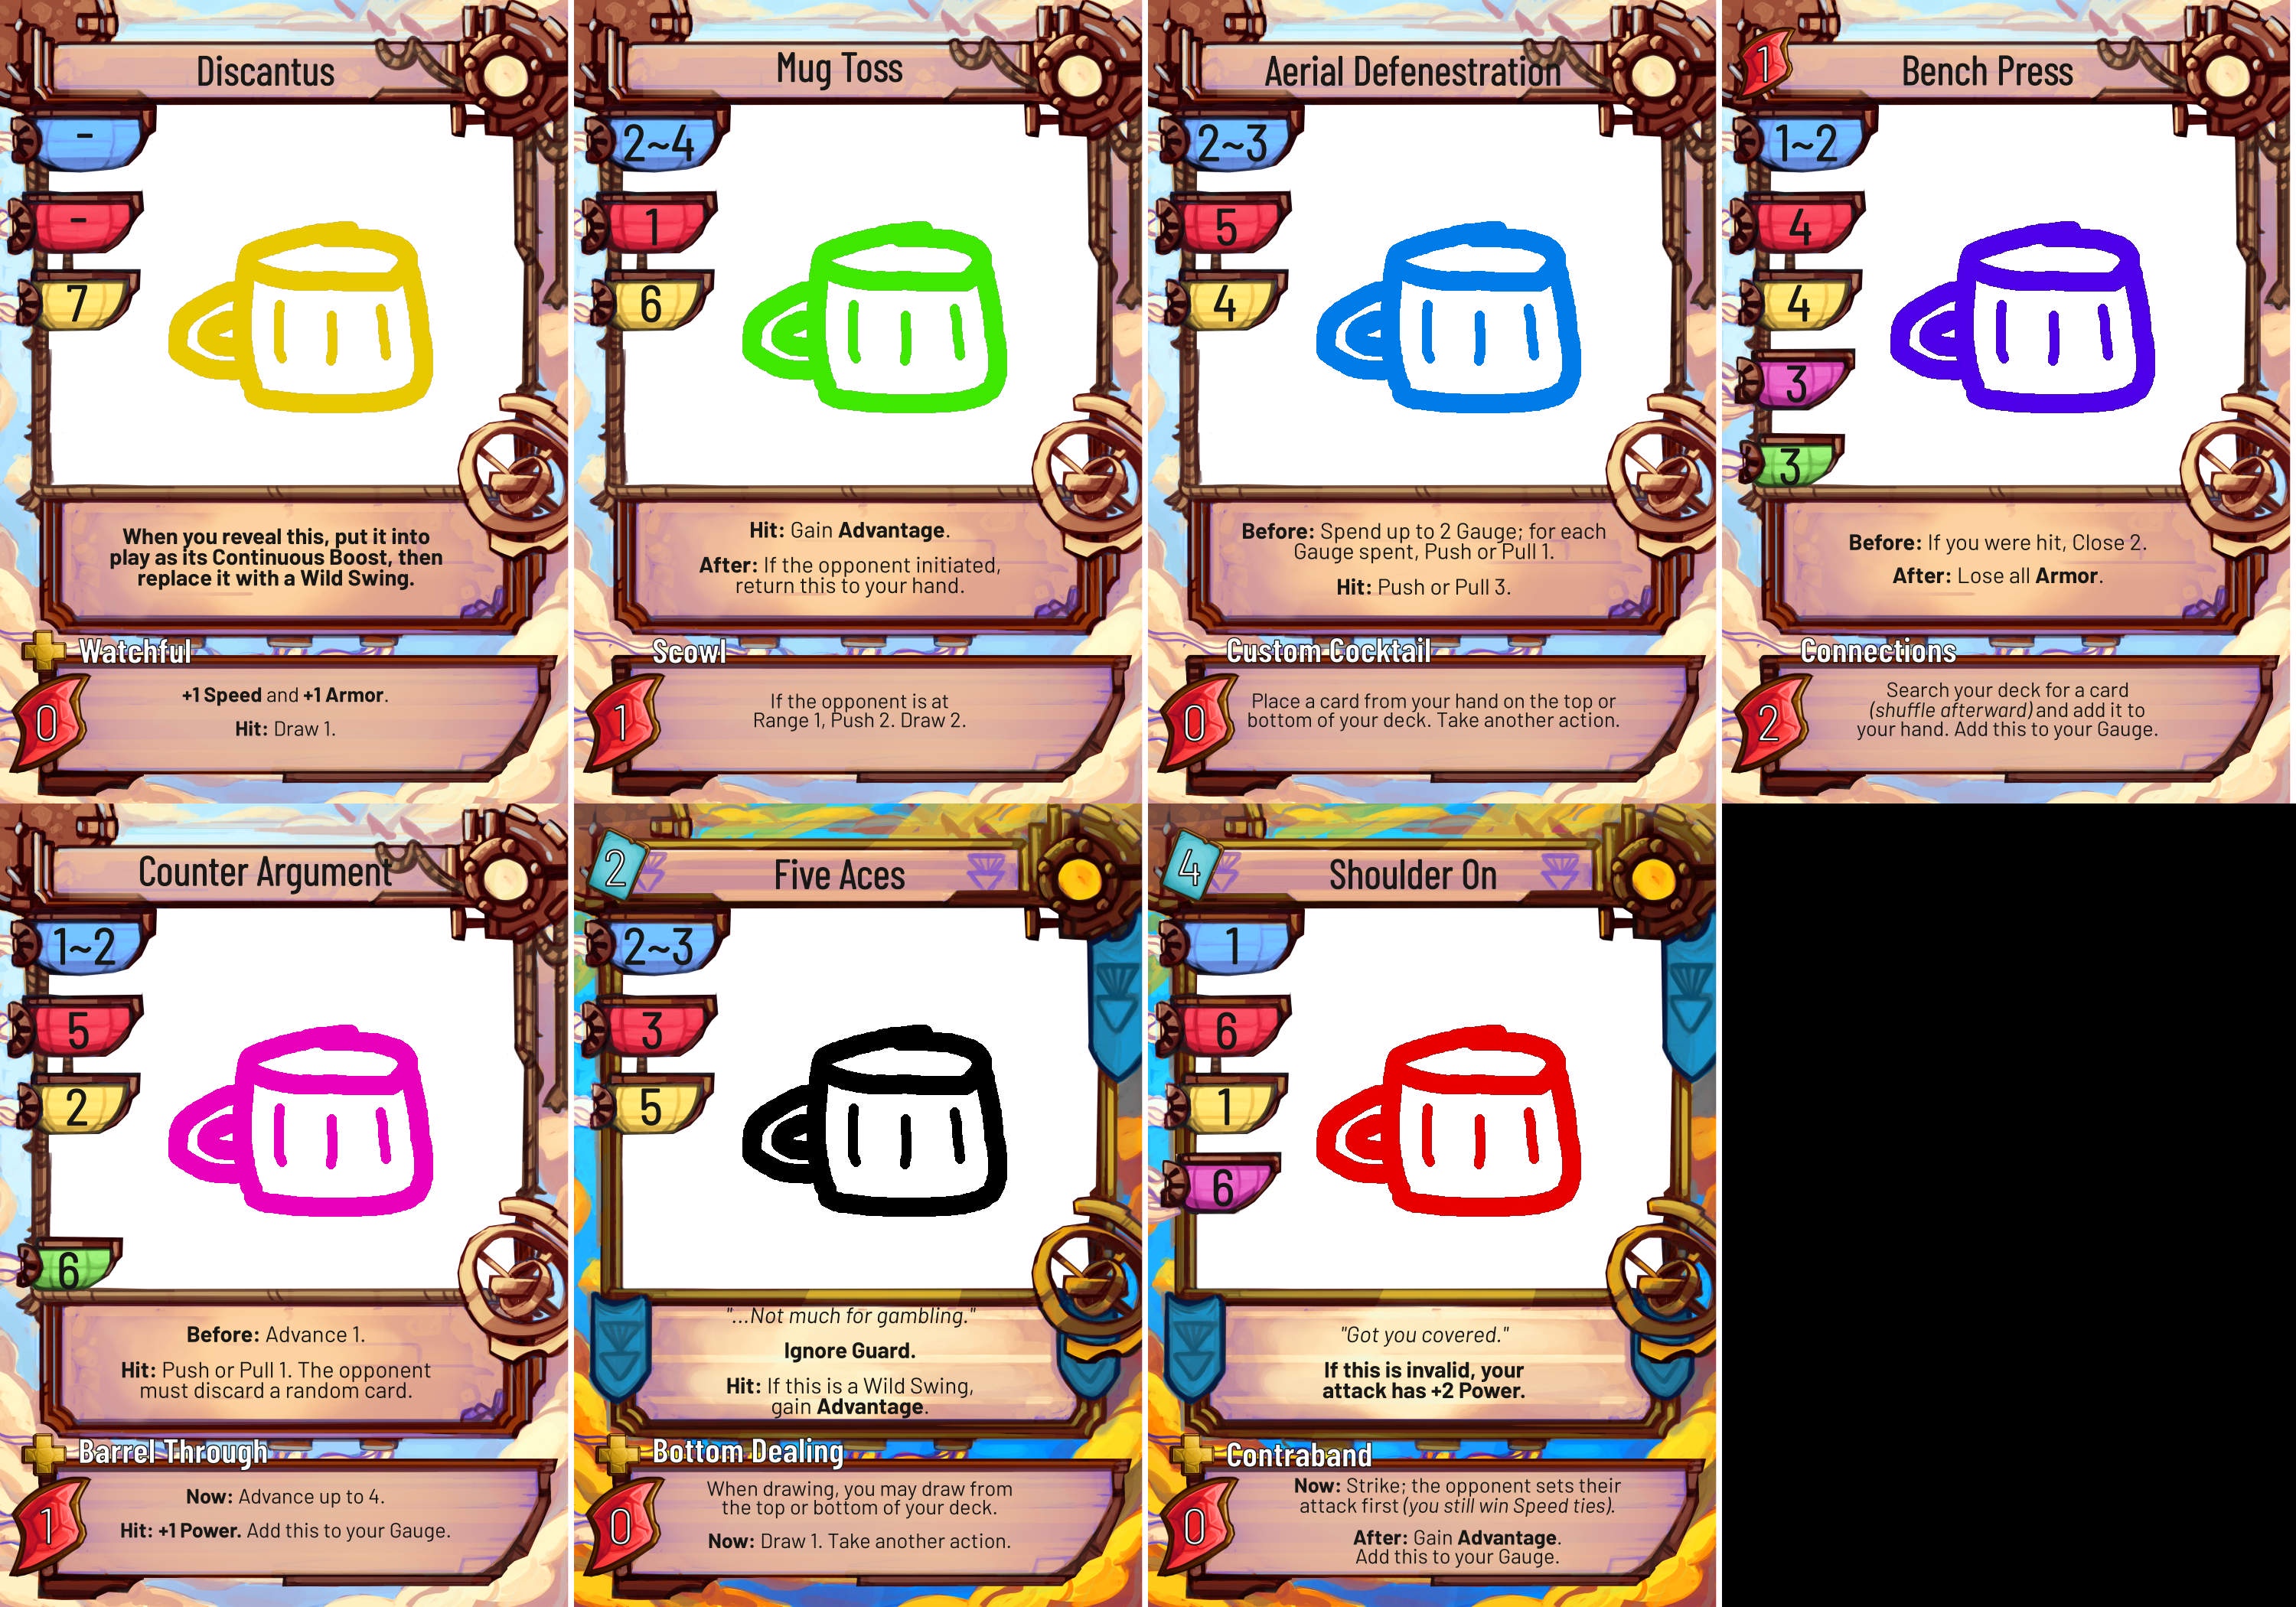 Discantus
-
-
7
When you reveal this, put it into
play as its Continuous Boost, then
replace it with a Wild Swing.
Watchful
0
+1 Speed and +1 Armor.
Hit: Draw 1.
Mug Toss
2~4
1
6
Hit: Gain Advantage.
After: If the opponent initiated,
return this to your hand.
Scowl
1
If the opponent is at
Range 1, Push 2. Draw 2.
Aerial Defenestration
2~3
5
4
Before: Spend up to 2 Gauge; for each
Gauge spent, Push or Pull 1.
Hit: Push or Pull 3.
Custom Cocktail
0
Place a card from your hand on the top or
bottom of your deck. Take another action.
1
Bench Press
1~2
4
4
3
3
Before: If you were hit, Close 2.
After: Lose all Armor.
Connections
2
Search your deck for a card
(shuffle afterward) and add it to
your hand. Add this to your Gauge.
Counter Argument
1~2
5
2
6
Before: Advance 1.
Hit: Push or Pull 1. The opponent
must discard a random card.
Barrel Through
1
Now: Advance up to 4.
Hit: +1 Power. Add this to your Gauge.
2
Five Aces
2~3
3
5
"...Not much for gambling."
Ignore Guard.
Hit: If this is a Wild Swing,
gain Advantage.
Bottom Dealing
0
When drawing, you may draw from
the top or bottom of your deck.
Now: Draw 1. Take another action.
4
Shoulder On
1
6
1
6
"Got you covered."
If this is invalid, your
attack has +2 Power.
Contraband
0
Now: Strike; the opponent sets their
attack first (you still win Speed ties).
After: Gain Advantage.
Add this to your Gauge.